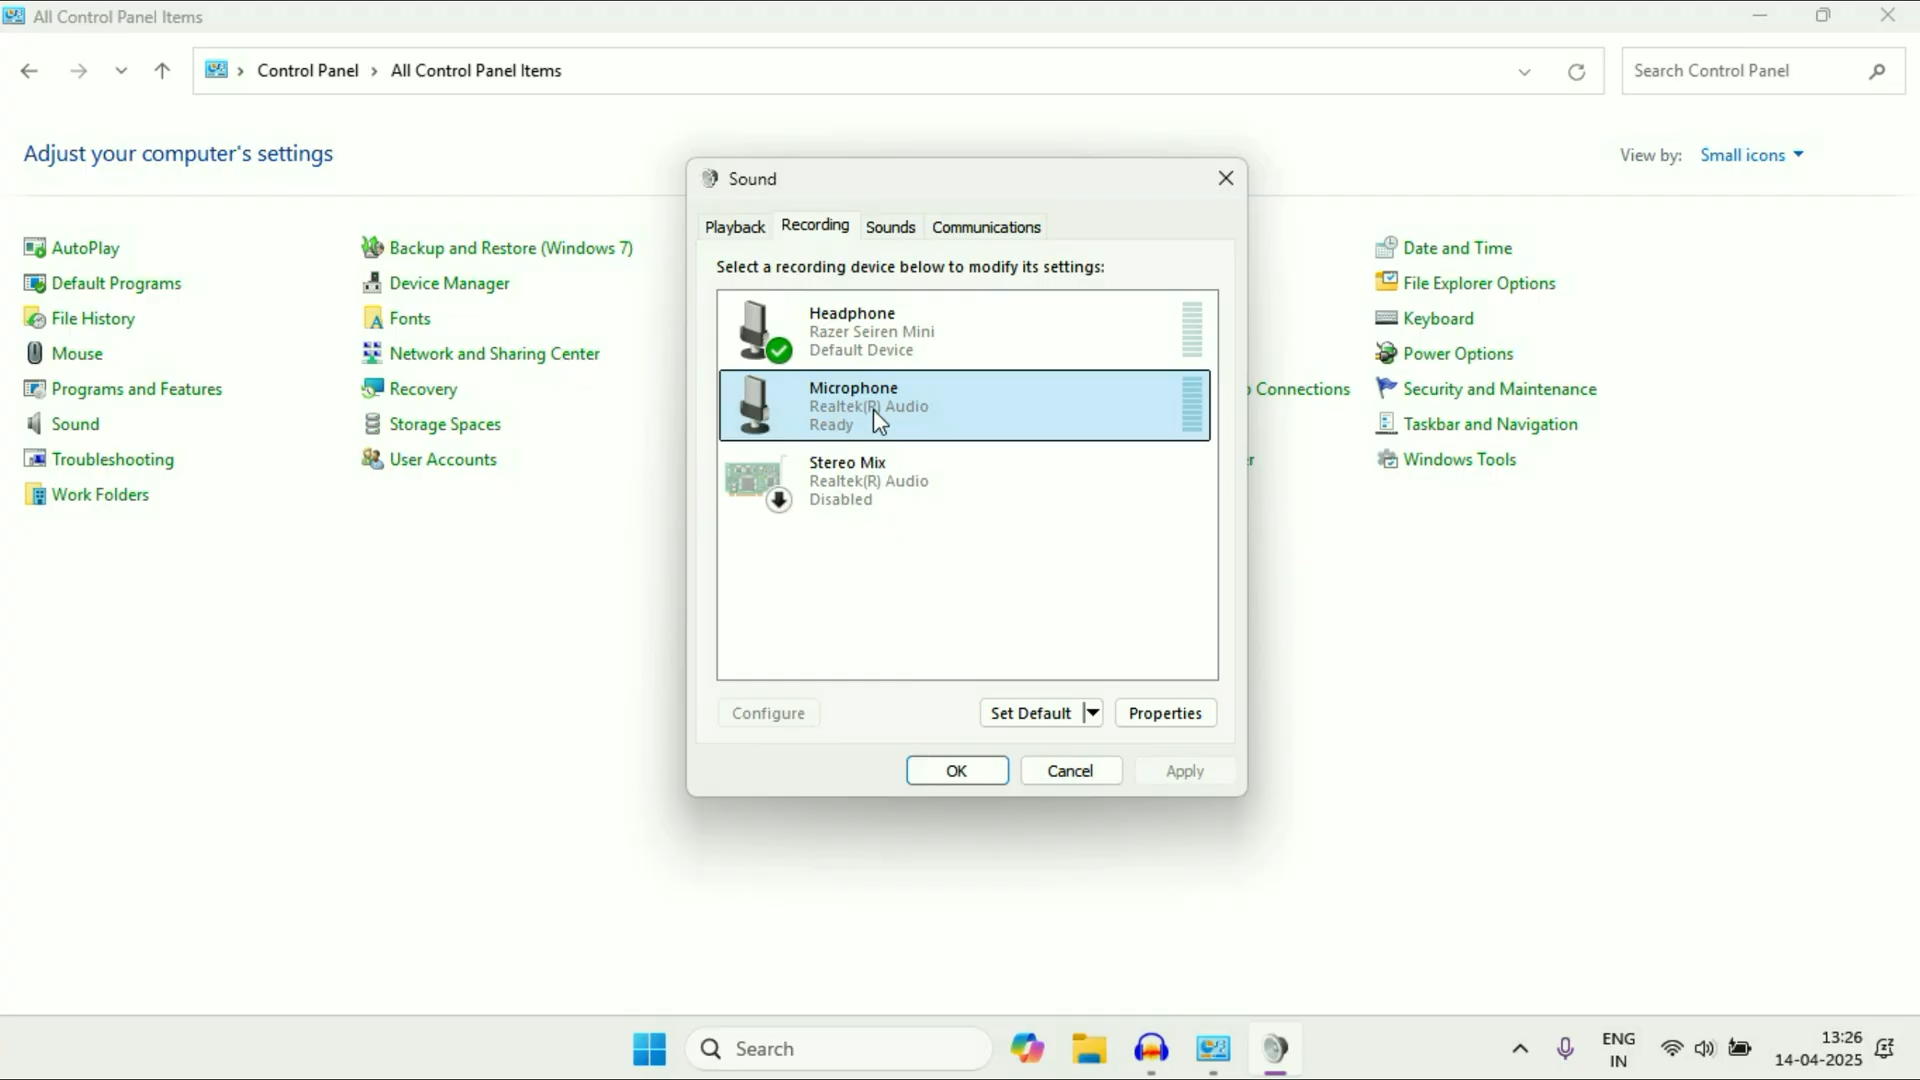 All Control Panel Items
Control Panel > All Control Panel Items
Search Control Panel
Adjust your computer's settings
View by: Small icons
AutoPlay
Default Programs
File History
Mouse
Programs and Features
Sound
Troubleshooting
Work Folders
Backup and Restore (Windows 7)
Device Manager
Fonts
Network and Sharing Center
Recovery
Storage Spaces
User Accounts
Sound
Playback Recording Sounds Communications
Select a recording device below to modify its settings:
Headphone
Razer Seiren Mini
Default Device
Microphone
Realtek(R) Audio
Ready
Stereo Mix
Realtek(R) Audio
Disabled
Configure Set Default Properties
OK Cancel Apply
Connections
Date and Time
File Explorer Options
Keyboard
Power Options
Security and Maintenance
Taskbar and Navigation
Windows Tools
Search
ENG
IN
13:26
14-04-2025